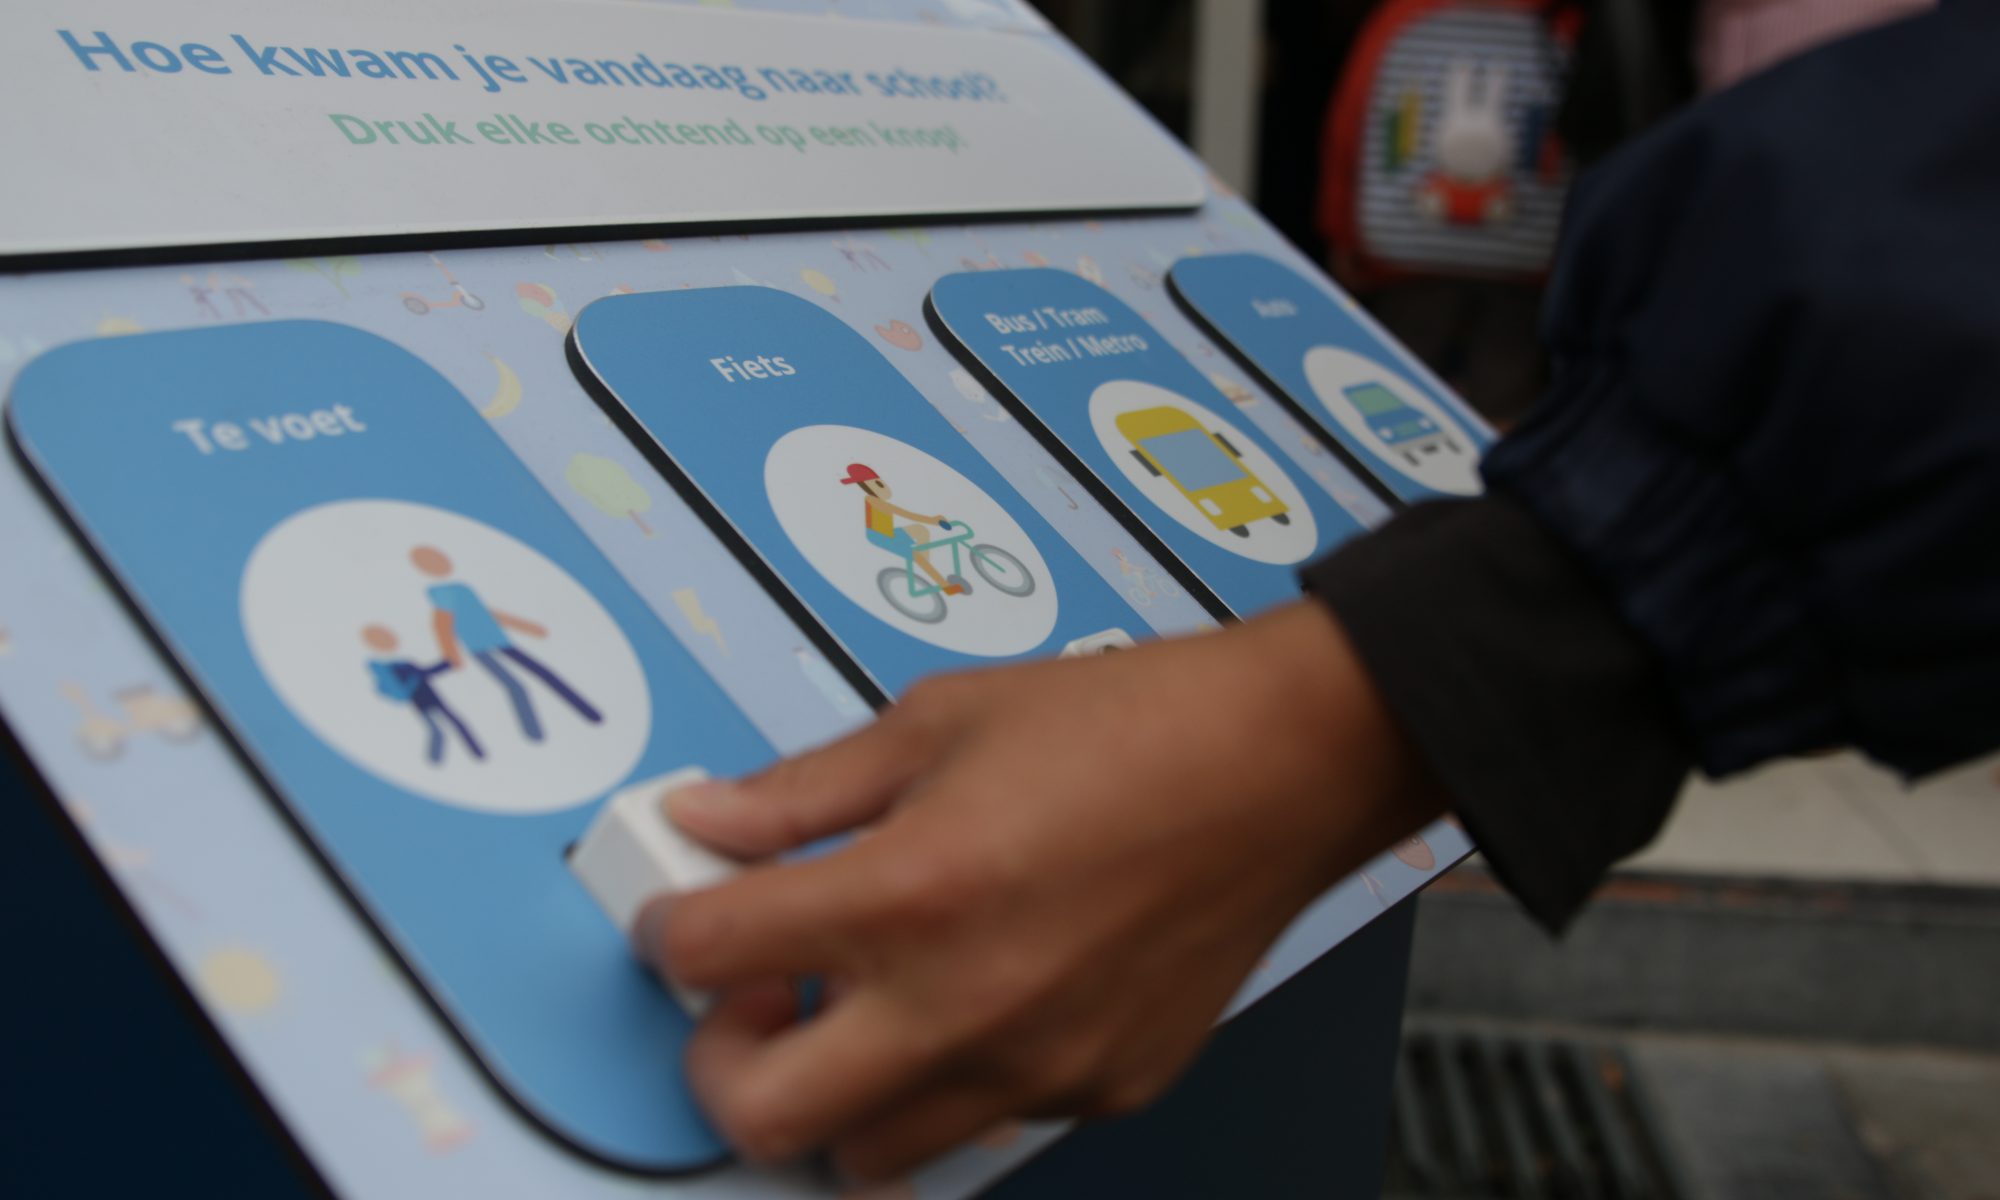 Hoe kwam je vandaag naar school?
Druk elke ochtend op een knop!
Te voet
Fiets
Bus / Tram
Trein / Metro
Auto